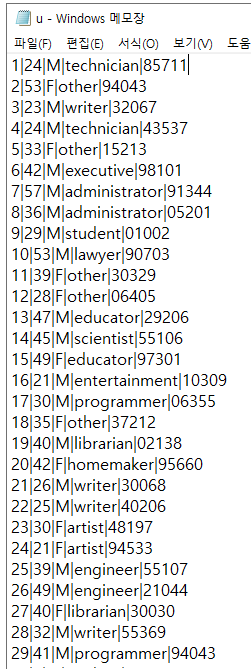 u - Windows 메모장
파일(F) 편집(E) 서식(O) 보기(V) 도움
1|24|M|technician|85711
2|53|F|other|94043
3|23|M|writer|32067
4|24|M|technician|43537
5|33|F|other|15213
6|42|M|executive|98101
7|57|M|administrator|91344
8|36|M|administrator|05201
9|29|M|student|01002
10|53|M|lawyer|90703
11|39|F|other|30329
12|28|F|other|06405
13|47|M|educator|29206
14|45|M|scientist|55106
15|49|F|educator|97301
16|21|M|entertainment|10309
17|30|M|programmer|06355
18|35|F|other|37212
19|40|M|librarian|02138
20|42|F|homemaker|95660
21|26|M|writer|30068
22|25|M|writer|40206
23|30|F|artist|48197
24|21|F|artist|94533
25|39|M|engineer|55107
26|49|M|engineer|21044
27|40|F|librarian|30030
28|32|M|writer|55369
29|41|M|programmer|94043